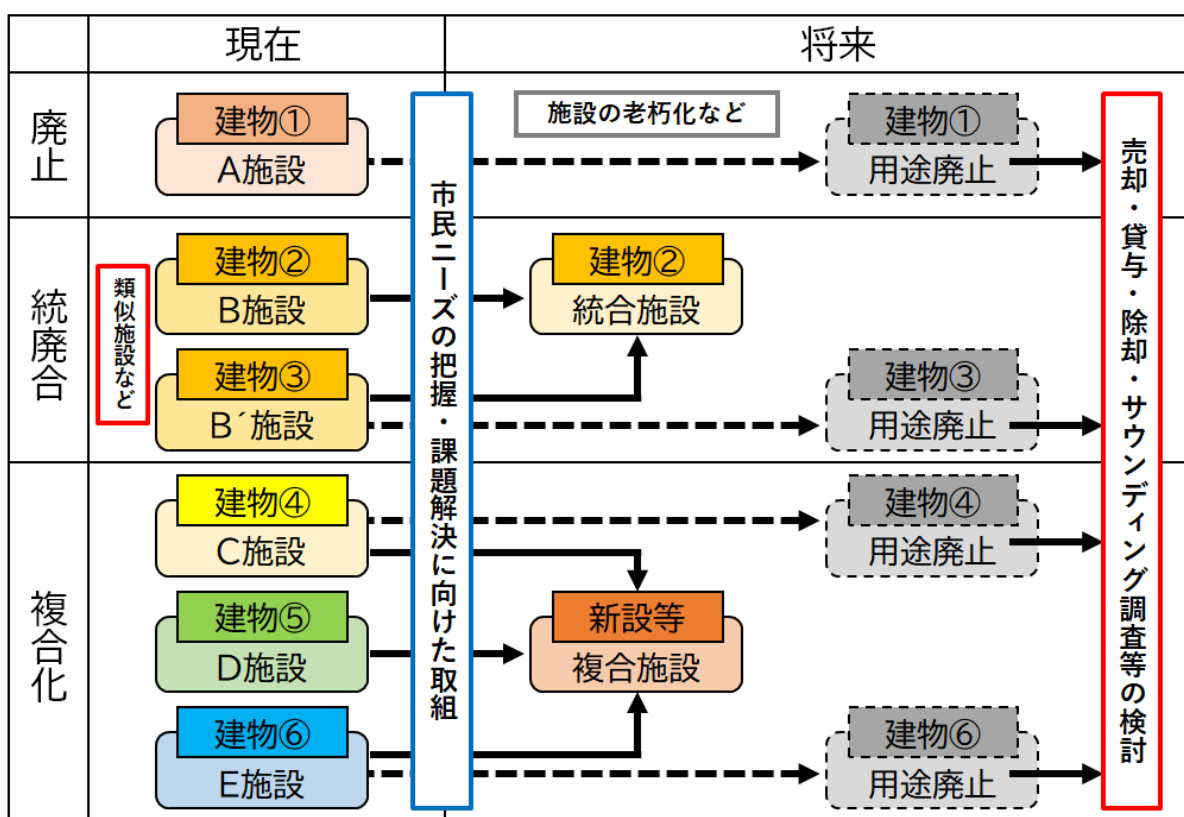 現在
将来
廃止
建物①
A施設
施設の老朽化など
建物①
用途廃止
統廃合
類似施設など
建物②
B施設
建物②
統合施設
建物③
B´施設
建物③
用途廃止
複合化
建物④
C施設
建物④
用途廃止
建物⑤
D施設
新設等
複合施設
建物⑥
E施設
建物⑥
用途廃止
市民ニーズの把握・課題解決に向けた取組
売却・貸与・除却・サウンディング調査等の検討